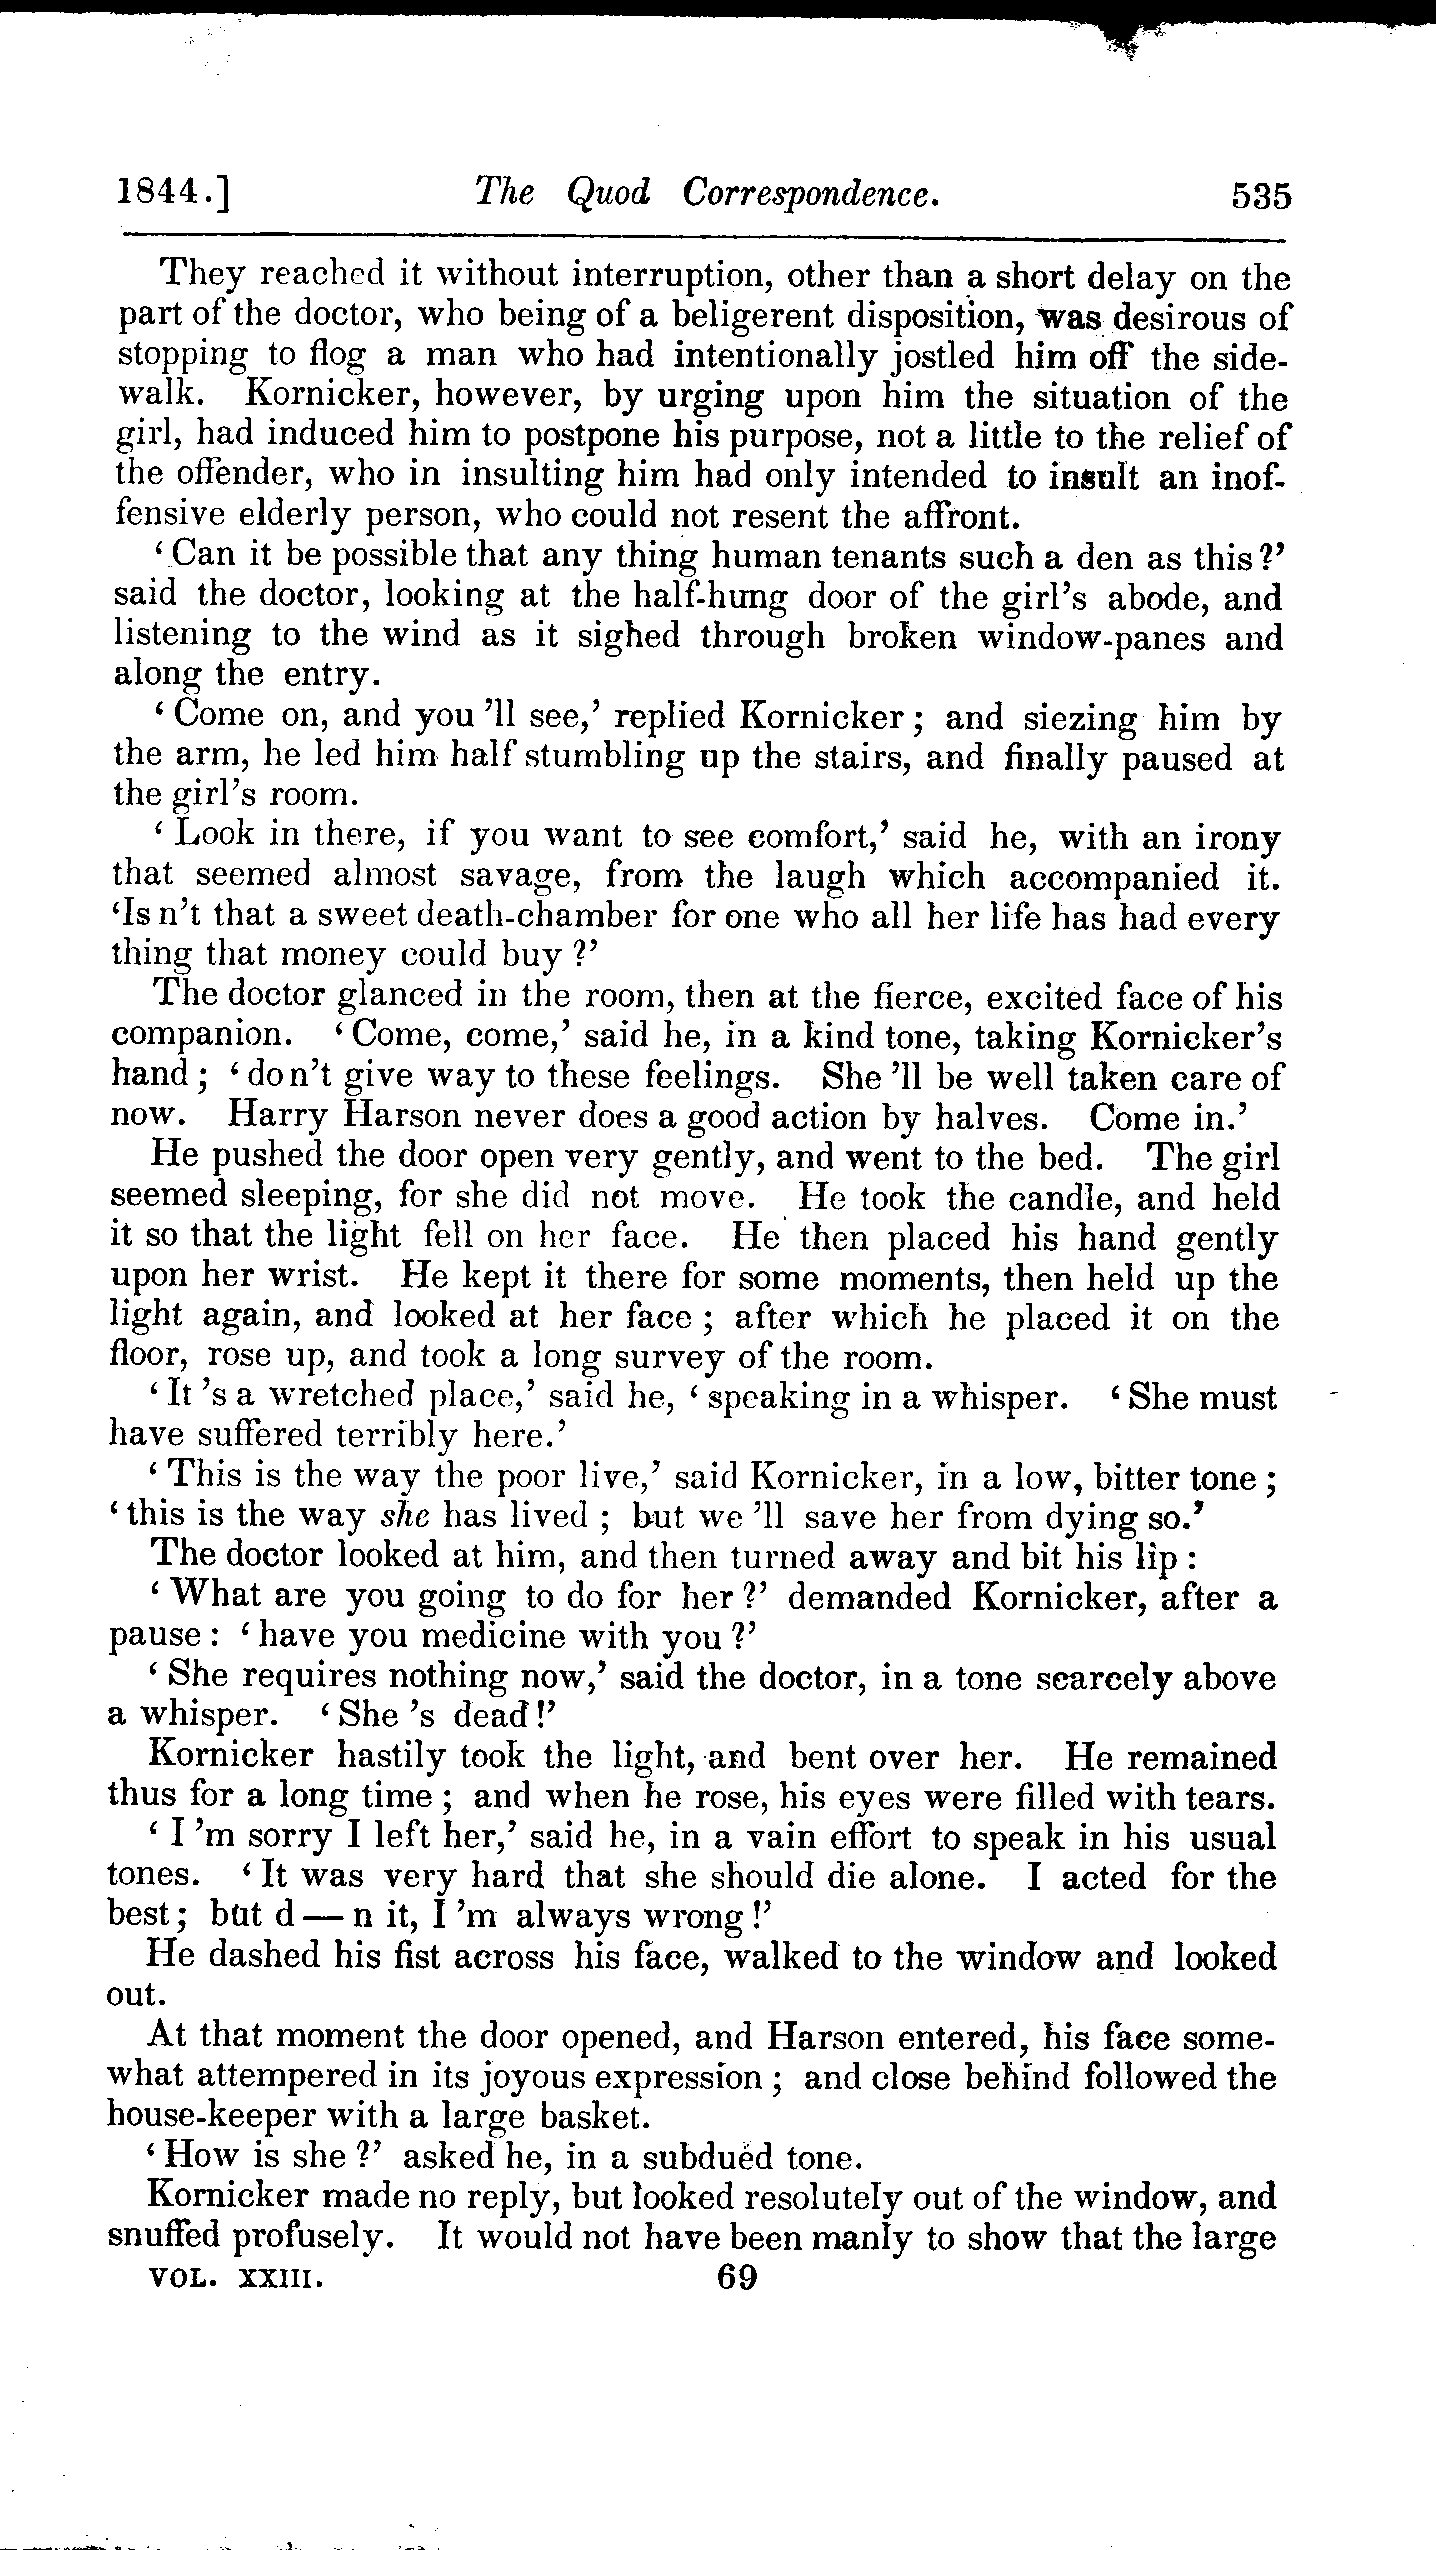 1844.] The Quod Correspondence. 535
They reached it without interruption, other than a short delay on the
part of the doctor, who being of a beligerent disposition, was desirous of
stopping to flog a man who had intentionally jostled him off the side-
walk. Kornicker, however, by urging upon him the situation of the
girl, had induced him to postpone his purpose, not a little to the relief of
the offender, who in insulting him had only intended to insult an inof-
fensive elderly person, who could not resent the affront.
‘Can it be possible that any thing human tenants such a den as this?’
said the doctor, looking at the half-hung door of the girl’s abode, and
listening to the wind as it sighed through broken window-panes and
along the entry.
‘Come on, and you ’ll see,’ replied Kornicker; and siezing him by
the arm, he led him half stumbling up the stairs, and finally paused at
the girl’s room.
‘Look in there, if you want to see comfort,’ said he, with an irony
that seemed almost savage, from the laugh which accompanied it.
‘Is n’t that a sweet death-chamber for one who all her life has had every
thing that money could buy?’
The doctor glanced in the room, then at the fierce, excited face of his
companion. ‘Come, come,’ said he, in a kind tone, taking Kornicker’s
hand; ‘do n’t give way to these feelings. She ’ll be well taken care of
now. Harry Harson never does a good action by halves. Come in.’
He pushed the door open very gently, and went to the bed. The girl
seemed sleeping, for she did not move. He took the candle, and held
it so that the light fell on her face. He then placed his hand gently
upon her wrist. He kept it there for some moments, then held up the
light again, and looked at her face; after which he placed it on the
floor, rose up, and took a long survey of the room.
‘It ’s a wretched place,’ said he, ‘speaking in a whisper. ‘She must
have suffered terribly here.’
‘This is the way the poor live,’ said Kornicker, in a low, bitter tone;
‘this is the way she has lived; but we ’ll save her from dying so.’
The doctor looked at him, and then turned away and bit his lip:
‘What are you going to do for her?’ demanded Kornicker, after a
pause: ‘have you medicine with you?’
‘She requires nothing now,’ said the doctor, in a tone scarcely above
a whisper. ‘She ’s dead!’
Kornicker hastily took the light, and bent over her. He remained
thus for a long time; and when he rose, his eyes were filled with tears.
‘I ’m sorry I left her,’ said he, in a vain effort to speak in his usual
tones. ‘It was very hard that she should die alone. I acted for the
best; but d—n it, I ’m always wrong!’
He dashed his fist across his face, walked to the window and looked
out.
At that moment the door opened, and Harson entered, his face some-
what attempered in its joyous expression; and close behind followed the
house-keeper with a large basket.
‘How is she?’ asked he, in a subdued tone.
Kornicker made no reply, but looked resolutely out of the window, and
snuffed profusely. It would not have been manly to show that the large
VOL. XXIII. 69